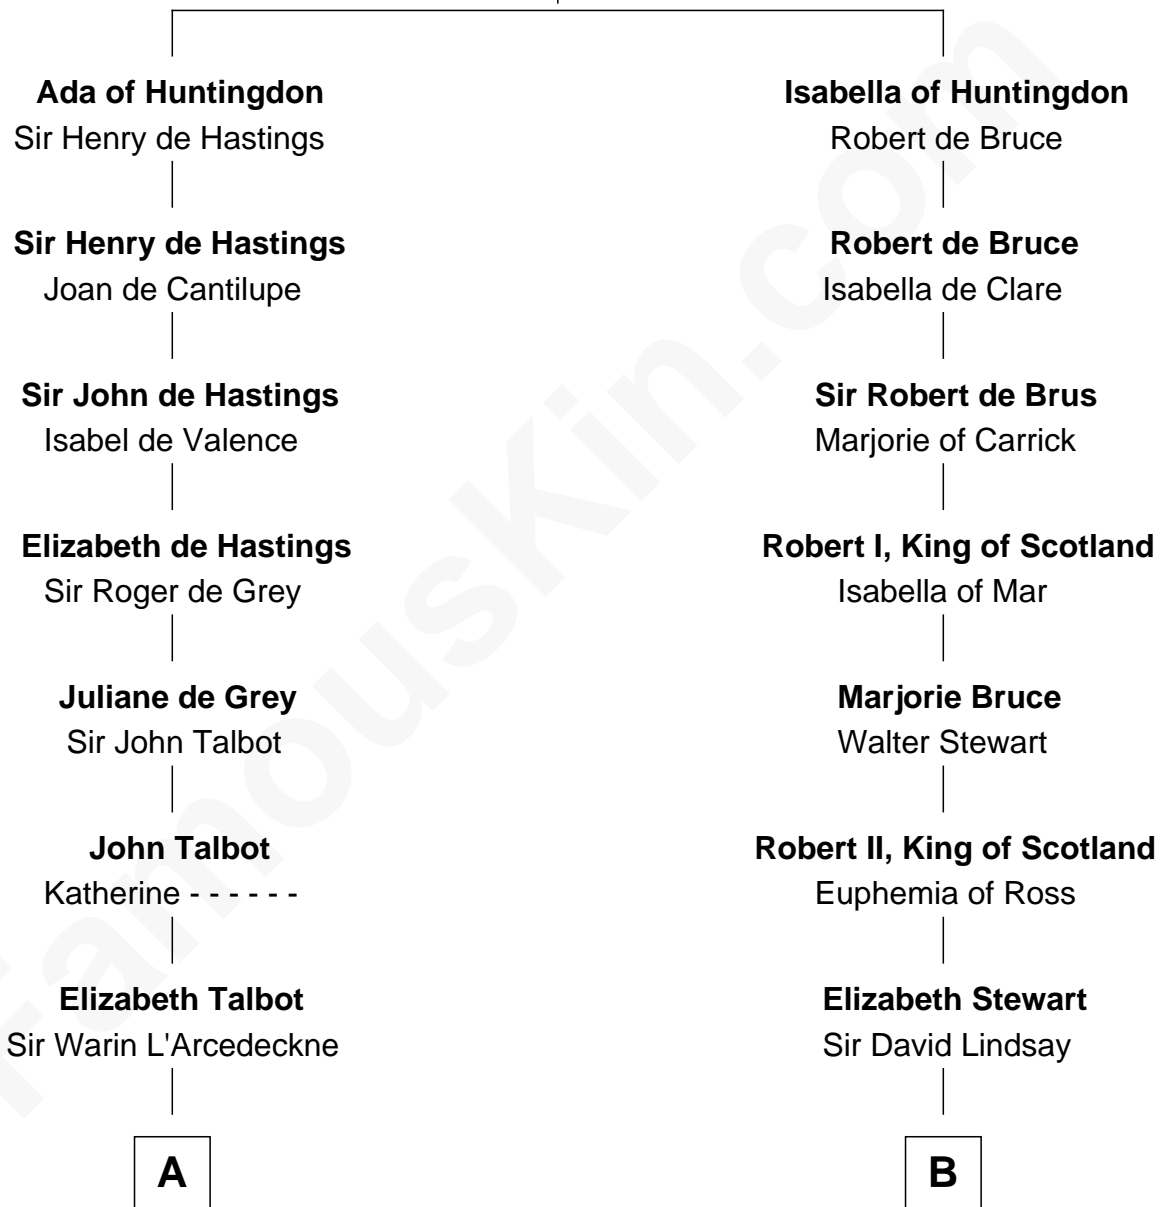 Ada of Huntingdon
Sir Henry de Hastings
Sir Henry de Hastings
Joan de Cantilupe
Sir John de Hastings
Isabel de Valence
Elizabeth de Hastings
Sir Roger de Grey
Juliane de Grey
Sir John Talbot
John Talbot
Katherine - - - - - -
Elizabeth Talbot
Sir Warin L'Arcedeckne
A
Isabella of Huntingdon
Robert de Bruce
Robert de Bruce
Isabella de Clare
Sir Robert de Brus
Marjorie of Carrick
Robert I, King of Scotland
Isabella of Mar
Marjorie Bruce
Walter Stewart
Robert II, King of Scotland
Euphemia of Ross
Elizabeth Stewart
Sir David Lindsay
B
FamousKin.com